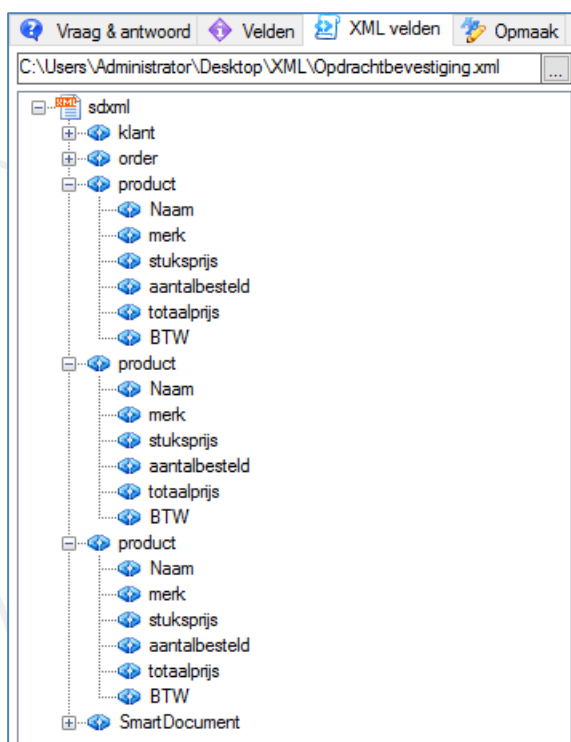 Vraag & antwoord Velden XML velden Opmaak
C:\Users\Administrator\Desktop\XML\Opdrachtbevestiging.xml ...
XML sdxml
klant
order
product
Naam
merk
stuksprijs
aantalbesteld
totaalprijs
BTW
product
Naam
merk
stuksprijs
aantalbesteld
totaalprijs
BTW
product
Naam
merk
stuksprijs
aantalbesteld
totaalprijs
BTW
SmartDocument